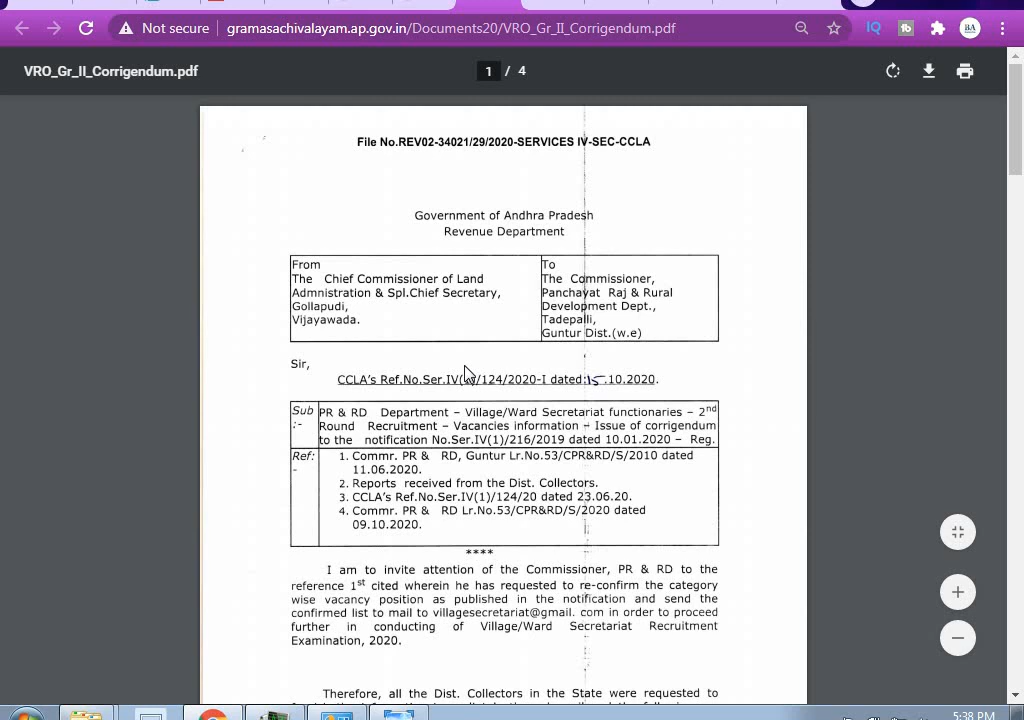 Not secure gramasachivalayam.ap.gov.in/Documents20/VRO_Gr_II_Corrigendum.pdf
VRO_Gr_II_Corrigendum.pdf
1 / 4
File No.REV02-34021/29/2020-SERVICES IV-SEC-CCLA
Government of Andhra Pradesh
Revenue Department
From
The Chief Commissioner of Land
Admnistration & Spl.Chief Secretary,
Gollapudi,
Vijayawada.
To
The Commissioner,
Panchayat Raj & Rural
Development Dept.,
Tadepalli,
Guntur Dist.(w.e)
Sir,
CCLA's Ref.No.Ser.IV( )/124/2020-I dated:15.10.2020.
Sub :-
PR & RD Department – Village/Ward Secretariat functionaries – 2nd
Round Recruitment – Vacancies information – Issue of corrigendum
to the notification No.Ser.IV(1)/216/2019 dated 10.01.2020 – Reg.
Ref: -
1. Commr. PR & RD, Guntur Lr.No.53/CPR&RD/S/2010 dated
11.06.2020.
2. Reports received from the Dist. Collectors.
3. CCLA's Ref.No.Ser.IV(1)/124/20 dated 23.06.20.
4. Commr. PR & RD Lr.No.53/CPR&RD/S/2020 dated
09.10.2020.
****
I am to invite attention of the Commissioner, PR & RD to the
reference 1st cited wherein he has requested to re-confirm the category
wise vacancy position as published in the notification and send the
confirmed list to mail to villagesecretariat@gmail. com in order to proceed
further in conducting of Village/Ward Secretariat Recruitment
Examination, 2020.
Therefore, all the Dist. Collectors in the State were requested to
5:38 PM